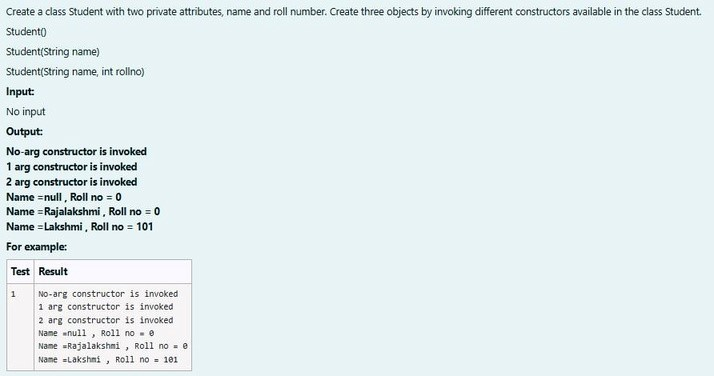 Create a class Student with two private attributes, name and roll number. Create three objects by invoking different constructors available in the class Student.
Student()
Student(String name)
Student(String name, int rollno)
Input:
No input
Output:
No-arg constructor is invoked
1 arg constructor is invoked
2 arg constructor is invoked
Name =null , Roll no = 0
Name =Rajalakshmi , Roll no = 0
Name =Lakshmi , Roll no = 101
For example:
Test Result
1 No-arg constructor is invoked
1 arg constructor is invoked
2 arg constructor is invoked
Name =null , Roll no = 0
Name =Rajalakshmi , Roll no = 0
Name =Lakshmi , Roll no = 101